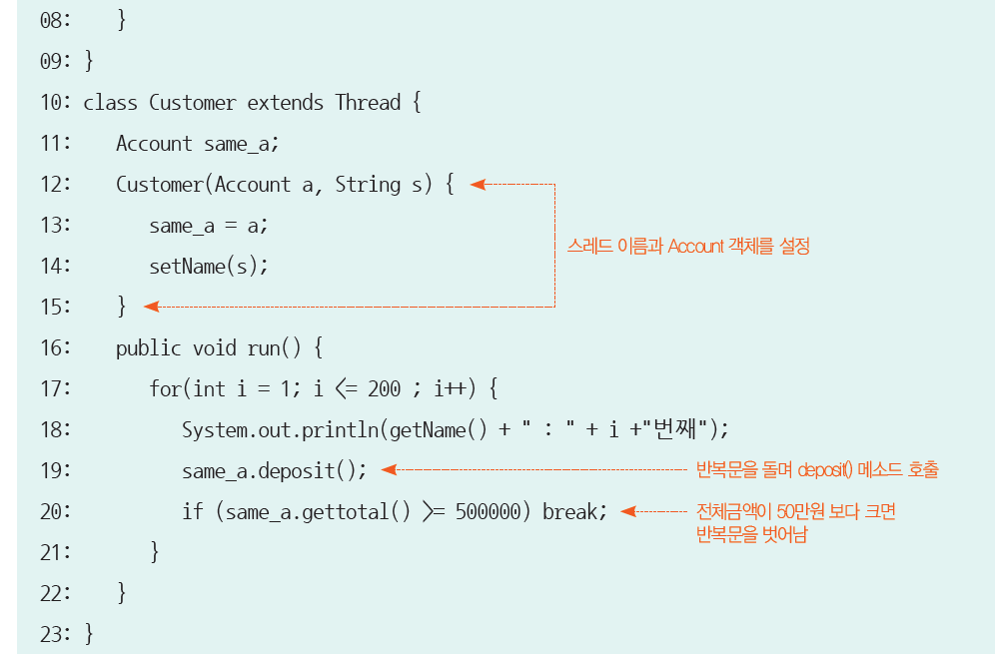 08: }
09: }
10: class Customer extends Thread {
11: Account same_a;
12: Customer(Account a, String s) {
13: same_a = a;
스레드 이름과 Account 객체를 설정
14: setName(s);
15: }
16: public void run() {
17: for(int i = 1; i <= 200 ; i++) {
18: System.out.println(getName() + " : " + i +"번째");
19: same_a.deposit(); 반복문을 돌며 deposit() 메소드 호출
20: if (same_a.gettotal() >= 500000) break; 전체금액이 50만원 보다 크면
반복문을 벗어남
21: }
22: }
23: }